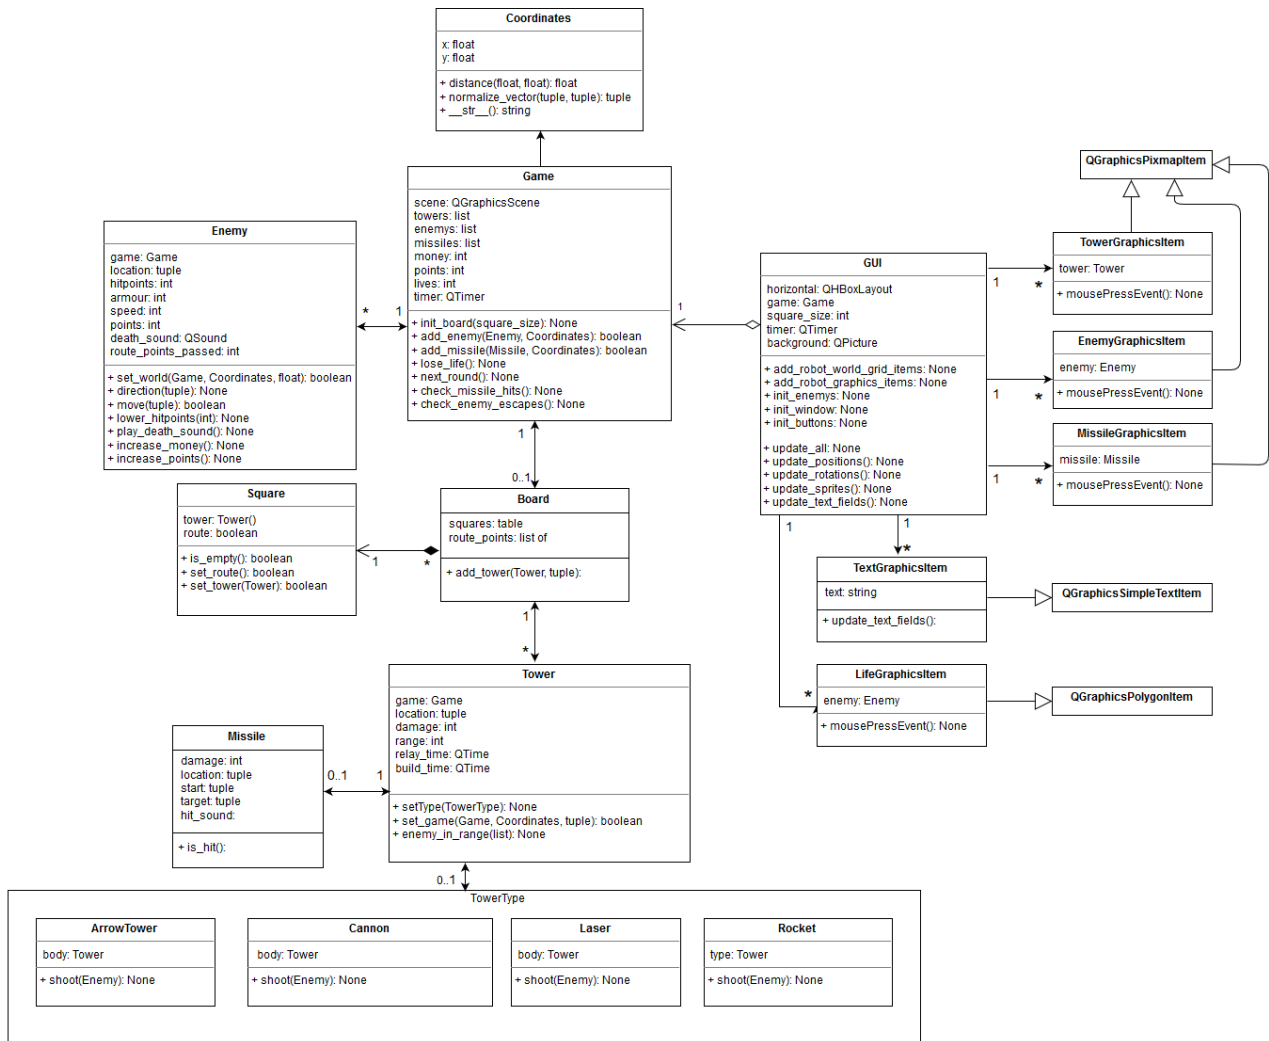 Coordinates
x: float
y: float
+ distance(float, float): float
+ normalize_vector(tuple, tuple): tuple
+ __str__(): string
Game
scene: QGraphicsScene
towers: list
enemys: list
missiles: list
money: int
points: int
lives: int
timer: QTimer
+ init_board(square_size): None
+ add_enemy(Enemy, Coordinates): boolean
+ add_missile(Missile, Coordinates): boolean
+ lose_life(): None
+ next_round(): None
+ check_missile_hits(): None
+ check_enemy_escapes(): None
Enemy
game: Game
location: tuple
hitpoints: int
armour: int
speed: int
points: int
death_sound: QSound
route_points_passed: int
+ set_world(Game, Coordinates, float): boolean
+ direction(tuple): None
+ move(tuple): boolean
+ lower_hitpoints(int): None
+ play_death_sound(): None
+ increase_money(): None
+ increase_points(): None
* 1
1
GUI
horizontal: QHBoxLayout
game: Game
square_size: int
timer: QTimer
background: QPicture
+ add_robot_world_grid_items: None
+ add_robot_graphics_items: None
+ init_enemys: None
+ init_window: None
+ init_buttons: None
+ update_all: None
+ update_positions(): None
+ update_rotations(): None
+ update_sprites(): None
+ update_text_fields(): None
QGraphicsPixmapItem
TowerGraphicsItem
tower: Tower
+ mousePressEvent(): None
1 *
EnemyGraphicsItem
enemy: Enemy
+ mousePressEvent(): None
1 *
MissileGraphicsItem
missile: Missile
+ mousePressEvent(): None
1 *
1
0..1
Square
tower: Tower()
route: boolean
+ is_empty(): boolean
+ set_route(): boolean
+ set_tower(Tower): boolean
1 *
Board
squares: table
route_points: list of
+ add_tower(Tower, tuple):
1 1
*
TextGraphicsItem
text: string
+ update_text_fields():
QGraphicsSimpleTextItem
1
*
Tower
game: Game
location: tuple
damage: int
range: int
relay_time: QTime
build_time: QTime
+ setType(TowerType): None
+ set_game(Game, Coordinates, tuple): boolean
+ enemy_in_range(list): None
*
LifeGraphicsItem
enemy: Enemy
+ mousePressEvent(): None
QGraphicsPolygonItem
Missile
damage: int
location: tuple
start: tuple
target: tuple
hit_sound:
+ is_hit():
0..1 1
0..1
TowerType
ArrowTower
body: Tower
+ shoot(Enemy): None
Cannon
body: Tower
+ shoot(Enemy): None
Laser
body: Tower
+ shoot(Enemy): None
Rocket
type: Tower
+ shoot(Enemy): None